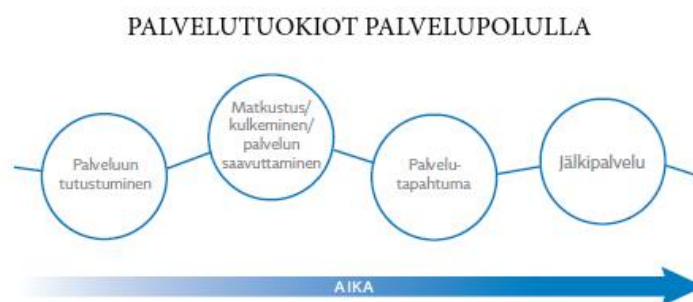 PALVELUTUOKIOT PALVELUPOLULLA
Palveluun
tutustuminen
Matkustus/
kulkeminen/
palvelun
saavuttaminen
Palvelu-
tapahtuma
Jälkipalvelu
AIKA